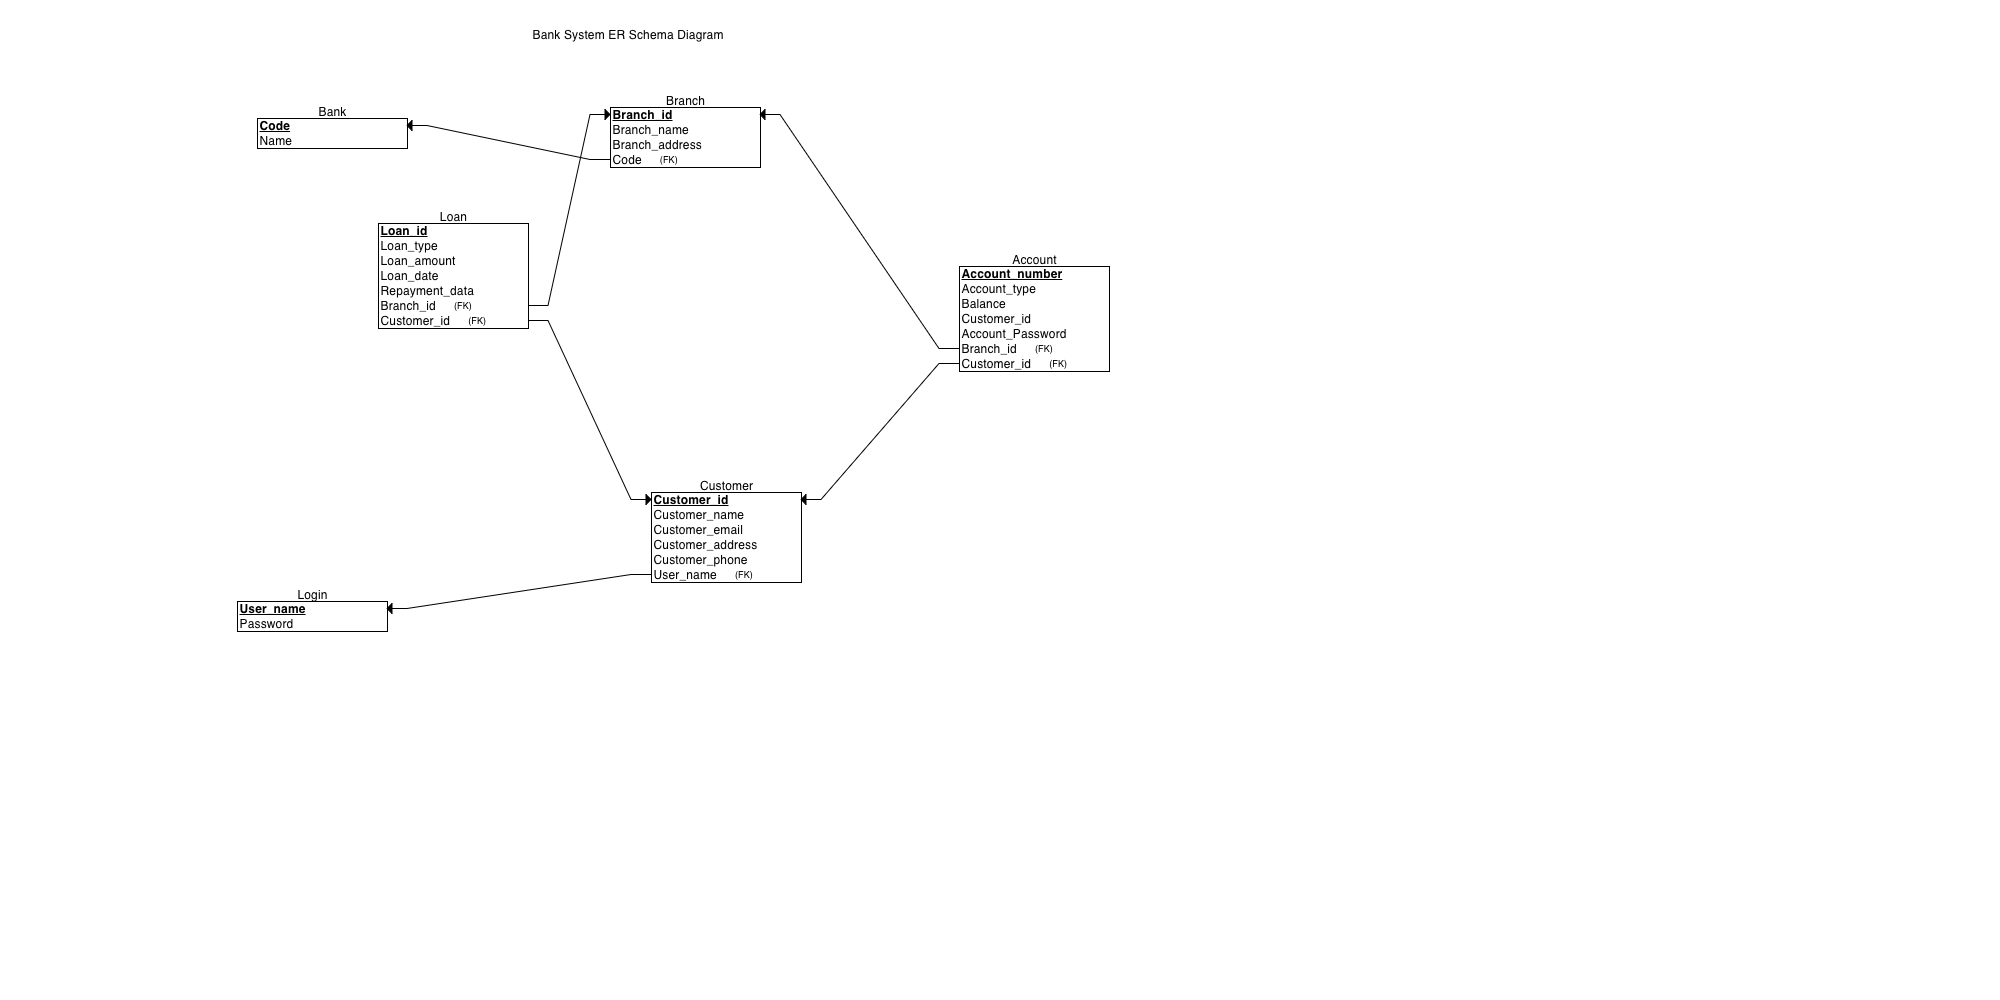 Bank System ER Schema Diagram
Bank
Code
Name
Branch
Branch_id
Branch_name
Branch_address
Code (FK)
Loan
Loan_id
Loan_type
Loan_amount
Loan_date
Repayment_data
Branch_id (FK)
Customer_id (FK)
Account
Account_number
Account_type
Balance
Customer_id
Account_Password
Branch_id (FK)
Customer_id (FK)
Customer
Customer_id
Customer_name
Customer_email
Customer_address
Customer_phone
User_name (FK)
Login
User_name
Password